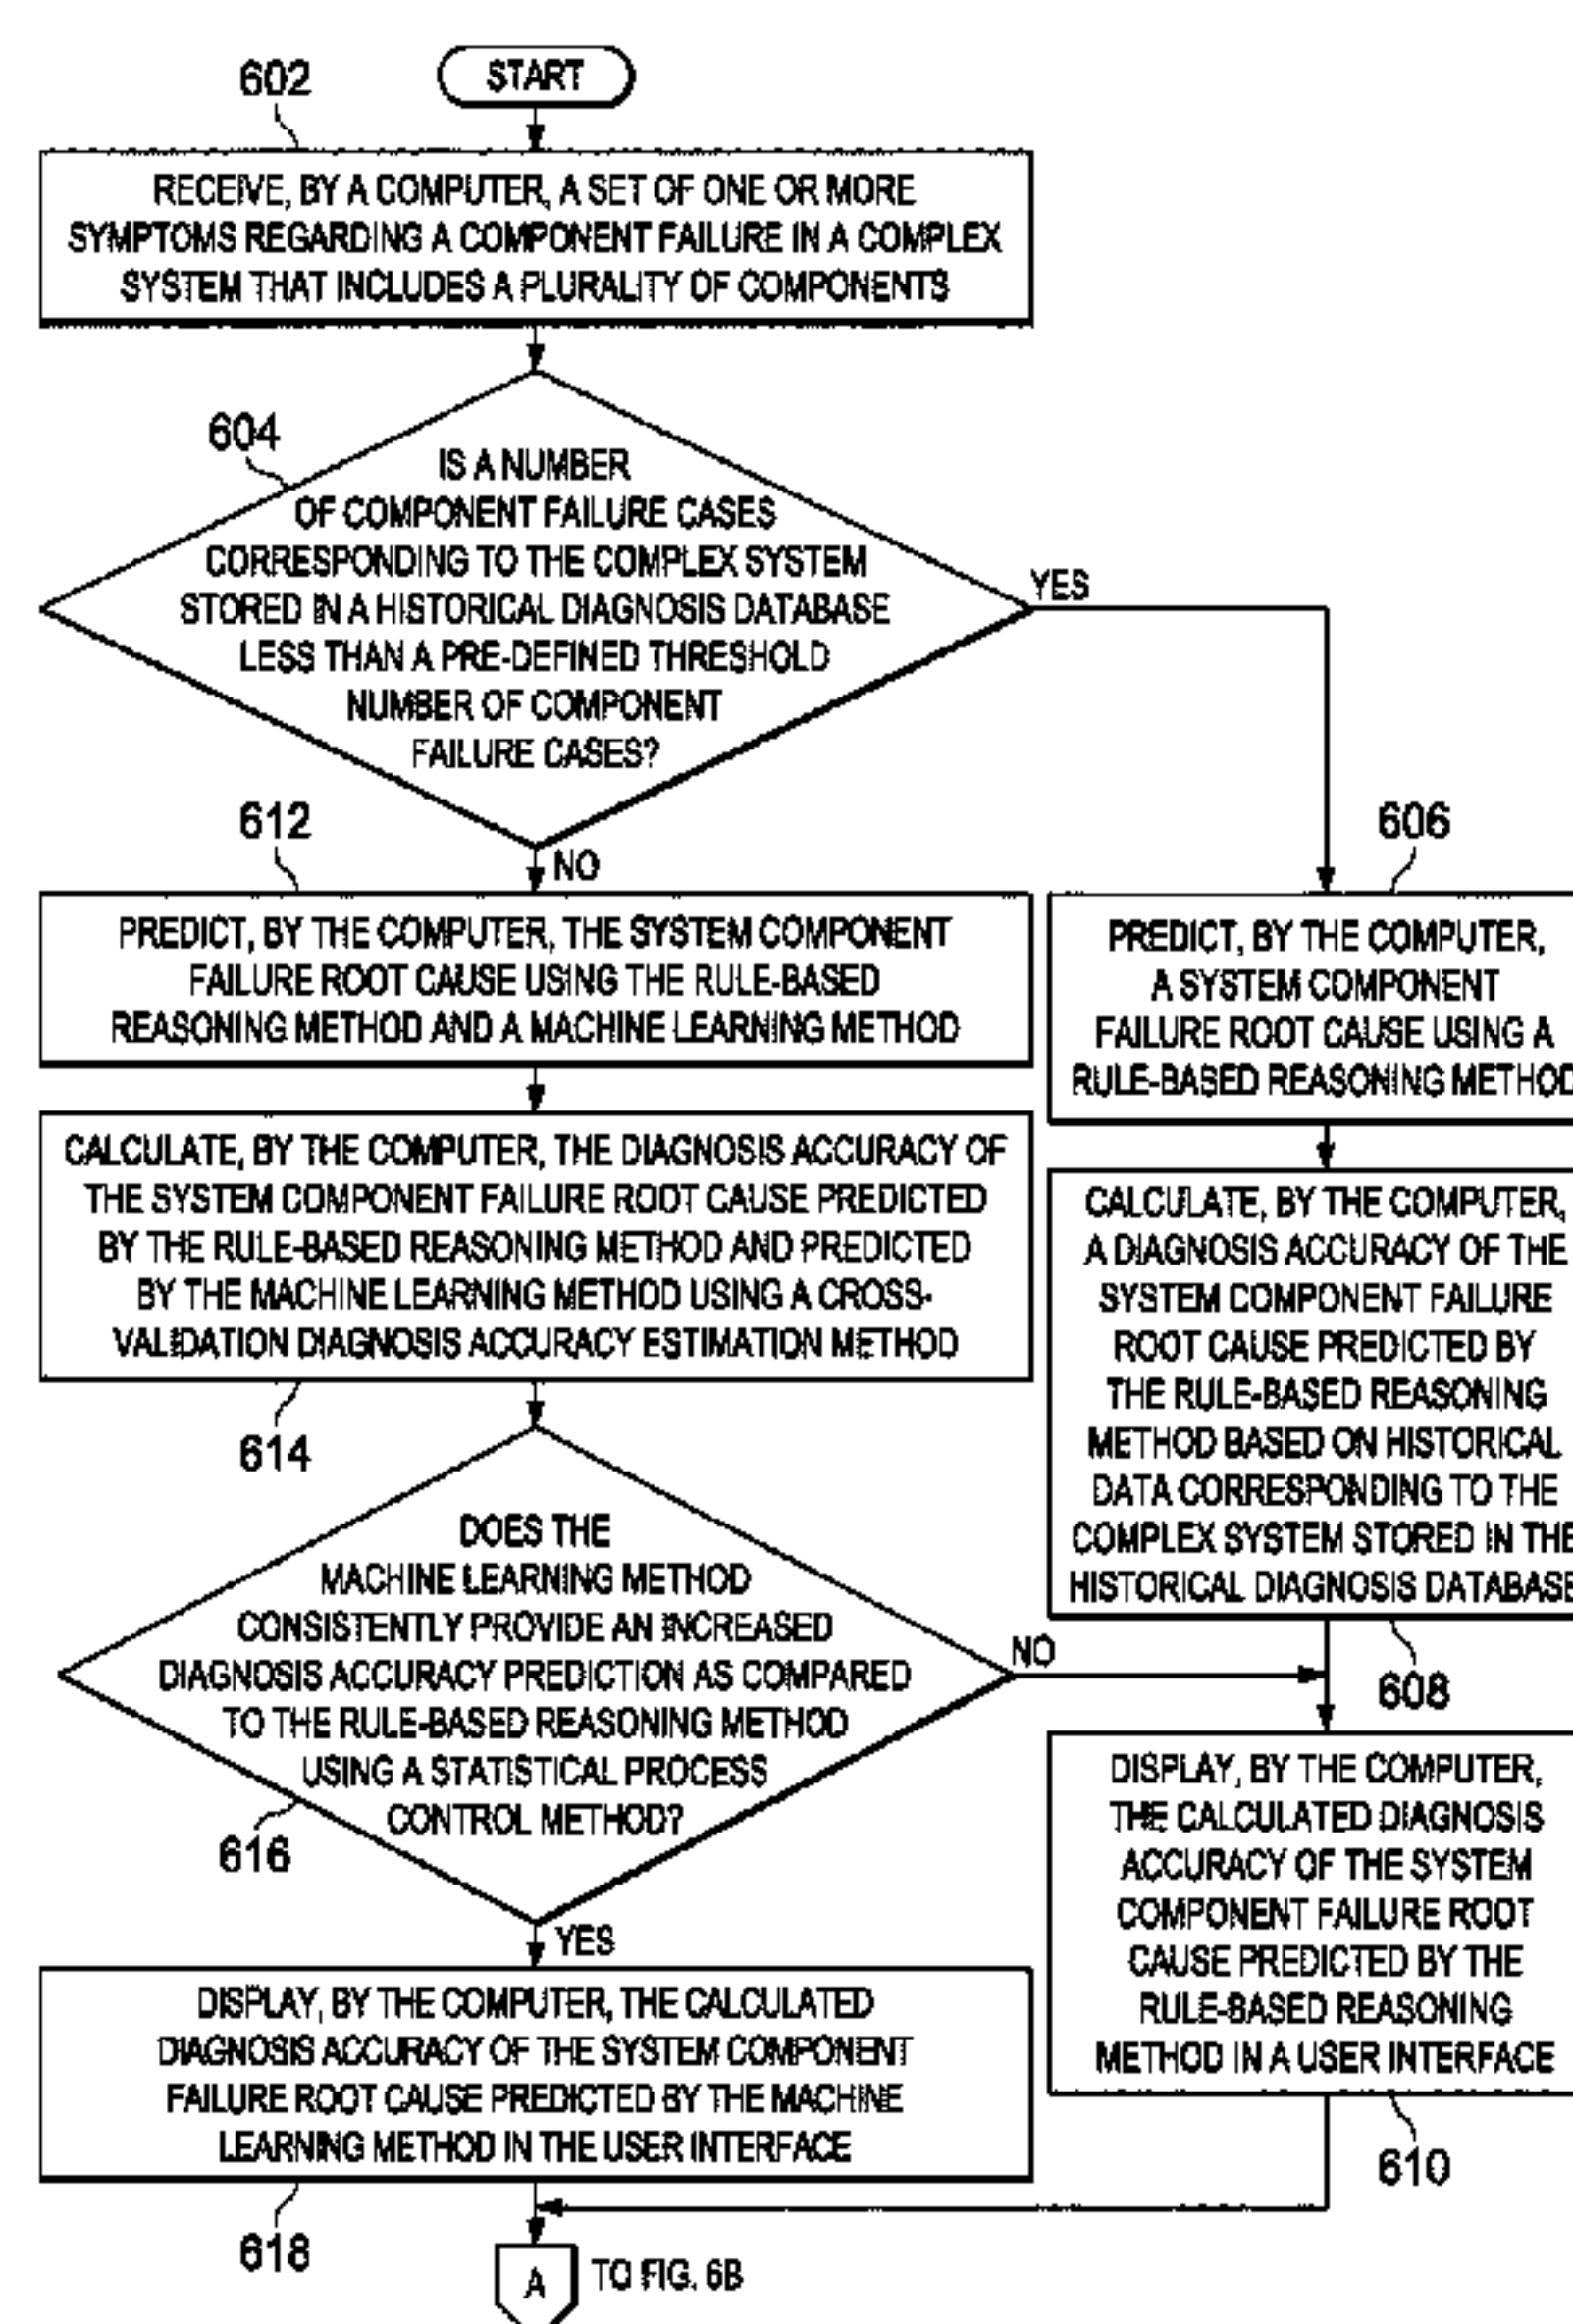 602
START
RECEIVE, BY A COMPUTER, A SET OF ONE OR MORE
SYMPTOMS REGARDING A COMPONENT FAILURE IN A COMPLEX
SYSTEM THAT INCLUDES A PLURALITY OF COMPONENTS
604
IS A NUMBER
OF COMPONENT FAILURE CASES
CORRESPONDING TO THE COMPLEX SYSTEM
STORED IN A HISTORICAL DIAGNOSIS DATABASE
LESS THAN A PRE-DEFINED THRESHOLD
NUMBER OF COMPONENT
FAILURE CASES?
YES
NO
612
PREDICT, BY THE COMPUTER, THE SYSTEM COMPONENT
FAILURE ROOT CAUSE USING THE RULE-BASED
REASONING METHOD AND A MACHINE LEARNING METHOD
606
PREDICT, BY THE COMPUTER,
A SYSTEM COMPONENT
FAILURE ROOT CAUSE USING A
RULE-BASED REASONING METHOD
CALCULATE, BY THE COMPUTER, THE DIAGNOSIS ACCURACY OF
THE SYSTEM COMPONENT FAILURE ROOT CAUSE PREDICTED
BY THE RULE-BASED REASONING METHOD AND PREDICTED
BY THE MACHINE LEARNING METHOD USING A CROSS-
VALIDATION DIAGNOSIS ACCURACY ESTIMATION METHOD
614
CALCULATE, BY THE COMPUTER,
A DIAGNOSIS ACCURACY OF THE
SYSTEM COMPONENT FAILURE
ROOT CAUSE PREDICTED BY
THE RULE-BASED REASONING
METHOD BASED ON HISTORICAL
DATA CORRESPONDING TO THE
COMPLEX SYSTEM STORED IN THE
HISTORICAL DIAGNOSIS DATABASE
608
DOES THE
MACHINE LEARNING METHOD
CONSISTENTLY PROVIDE AN INCREASED
DIAGNOSIS ACCURACY PREDICTION AS COMPARED
TO THE RULE-BASED REASONING METHOD
USING A STATISTICAL PROCESS
CONTROL METHOD?
616
NO
YES
DISPLAY, BY THE COMPUTER,
THE CALCULATED DIAGNOSIS
ACCURACY OF THE SYSTEM
COMPONENT FAILURE ROOT
CAUSE PREDICTED BY THE
RULE-BASED REASONING
METHOD IN A USER INTERFACE
610
DISPLAY, BY THE COMPUTER, THE CALCULATED
DIAGNOSIS ACCURACY OF THE SYSTEM COMPONENT
FAILURE ROOT CAUSE PREDICTED BY THE MACHINE
LEARNING METHOD IN THE USER INTERFACE
618
A
TO FIG. 6B